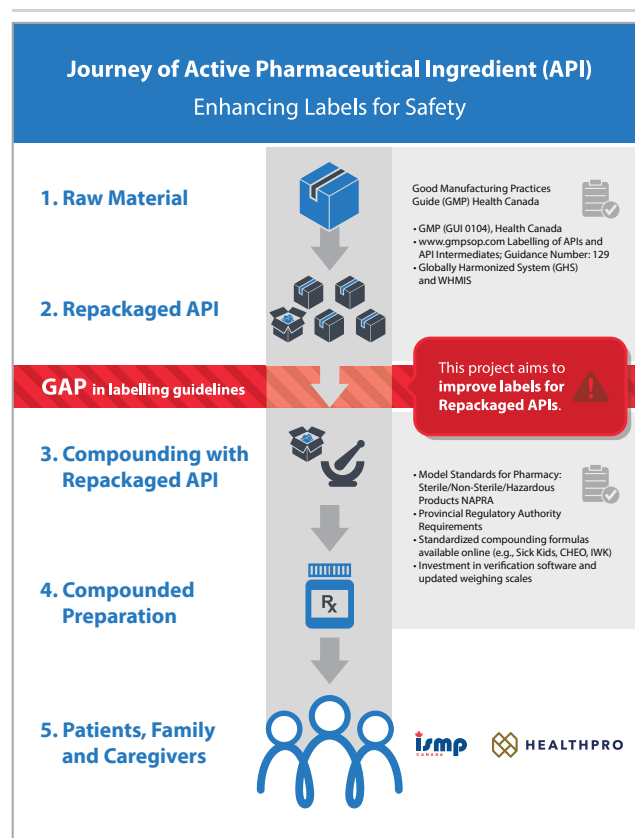 Journey of Active Pharmaceutical Ingredient (API)
Enhancing Labels for Safety
1. Raw Material
Good Manufacturing Practices
Guide (GMP) Health Canada
• GMP (GUI 0104), Health Canada
• www.gmpsop.com Labelling of APIs and
API Intermediates; Guidance Number: 129
• Globally Harmonized System (GHS)
and WHMIS
2. Repackaged API
GAP in labelling guidelines
This project aims to
improve labels for
Repackaged APIs.
3. Compounding with
Repackaged API
• Model Standards for Pharmacy:
Sterile/Non-Sterile/Hazardous
Products NAPRA
• Provincial Regulatory Authority
Requirements
• Standardized compounding formulas
available online (e.g., Sick Kids, CHEO, IWK)
• Investment in verification software and
updated weighing scales
4. Compounded
Preparation
Rx
5. Patients, Family
and Caregivers
ismp
CANADA
HEALTHPRO